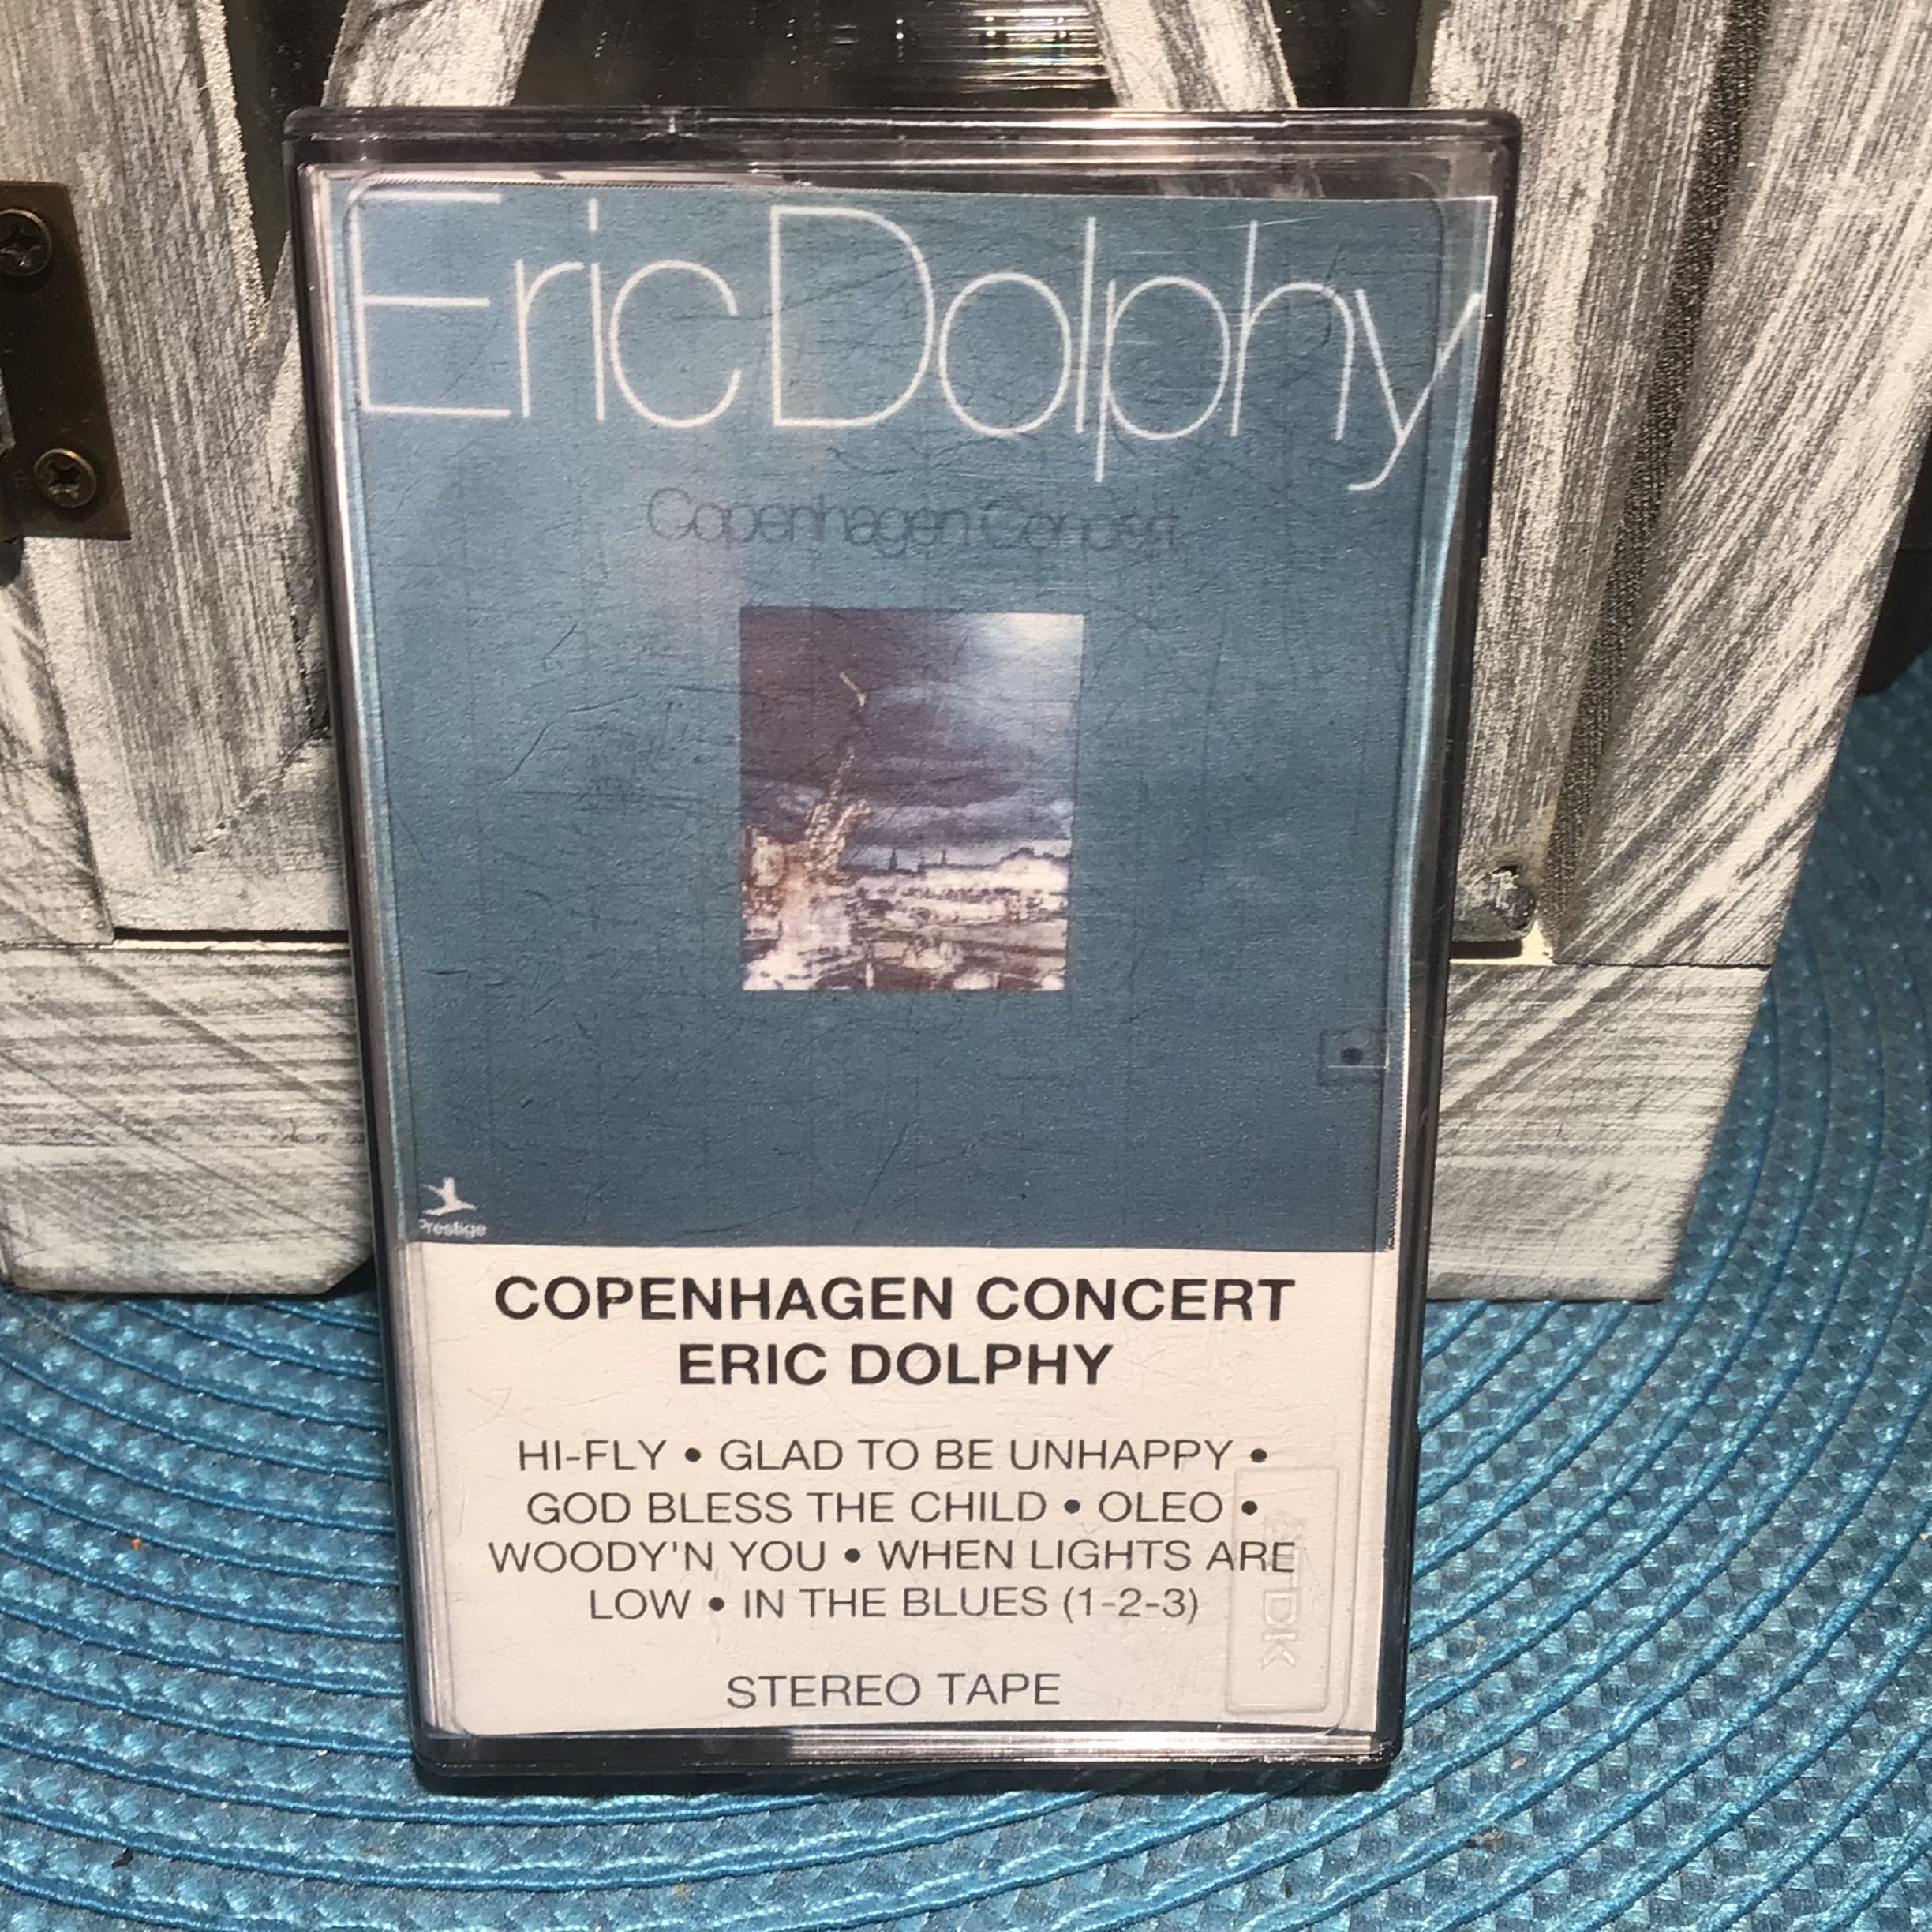 Eric Dolphy
Copenhagen Concert
Prestige
COPENHAGEN CONCERT
ERIC DOLPHY
HI-FLY • GLAD TO BE UNHAPPY •
GOD BLESS THE CHILD • OLEO •
WOODY'N YOU • WHEN LIGHTS ARE
LOW • IN THE BLUES (1-2-3)
STEREO TAPE
TDK